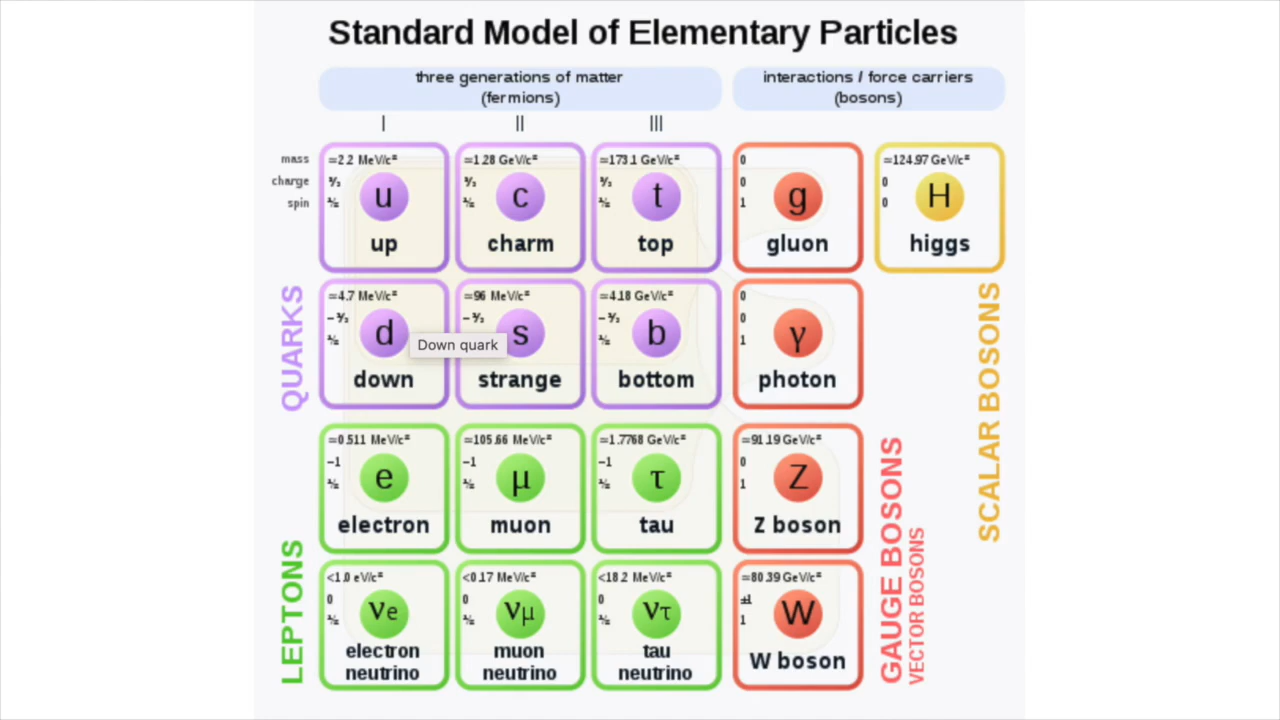 Standard Model of Elementary Particles
three generations of matter
(fermions)
interactions / force carriers
(bosons)
I II III
mass
charge
spin
≃2.2 MeV/c²
⅔
½
u
up
≃1.28 GeV/c²
⅔
½
c
charm
≃173.1 GeV/c²
⅔
½
t
top
0
0
1
g
gluon
≃124.97 GeV/c²
0
0
H
higgs
QUARKS
≃4.7 MeV/c²
−⅓
½
d
down
Down quark
≃96 MeV/c²
−⅓
½
s
strange
≃4.18 GeV/c²
−⅓
½
b
bottom
0
0
1
γ
photon
SCALAR BOSONS
LEPTONS
≃0.511 MeV/c²
−1
½
e
electron
≃105.66 MeV/c²
−1
½
μ
muon
≃1.7768 GeV/c²
−1
½
τ
tau
≃91.19 GeV/c²
0
1
Z
Z boson
GAUGE BOSONS
VECTOR BOSONS
<1.0 eV/c²
0
½
νe
electron
neutrino
<0.17 MeV/c²
0
½
νμ
muon
neutrino
<18.2 MeV/c²
0
½
ντ
tau
neutrino
≃80.39 GeV/c²
±1
1
W
W boson